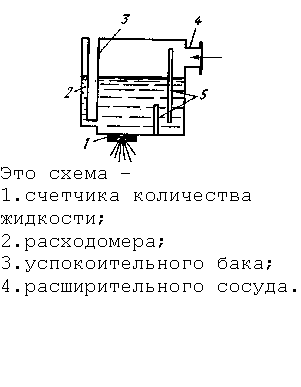 3
4
2
5
1
Это схема -
1.счетчика количества
жидкости;
2.расходомера;
3.успокоительного бака;
4.расширительного сосуда.